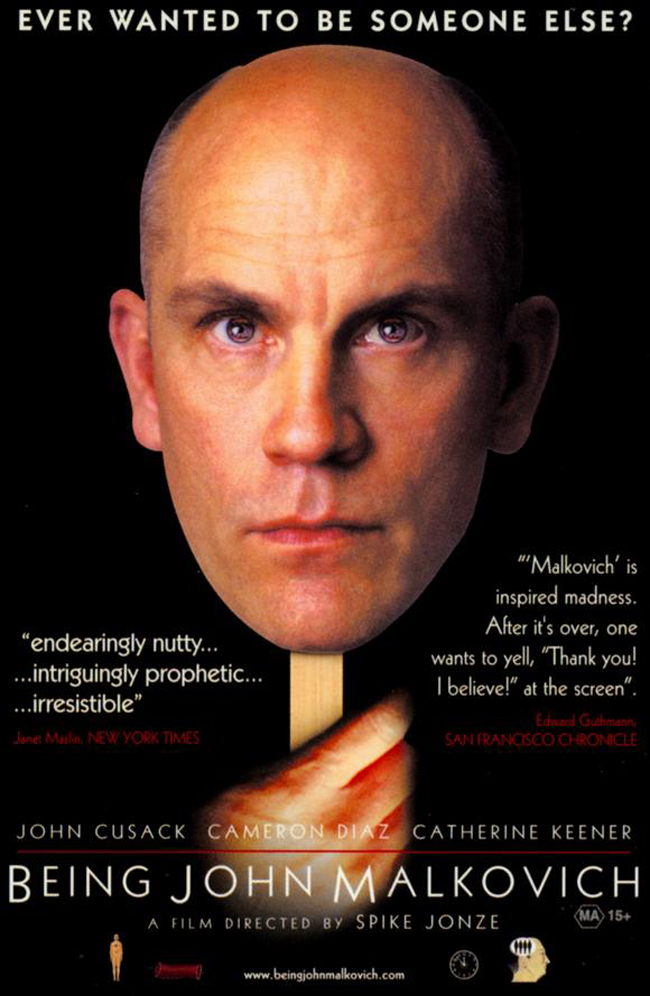 EVER WANTED TO BE SOMEONE ELSE?
"'Malkovich' is
inspired madness.
After it's over, one
wants to yell, "Thank you!
I believe!" at the screen".
Edward Guthmann,
SAN FRANCISCO CHRONICLE
"endearingly nutty...
...intriguingly prophetic...
...irresistible"
Janet Maslin, NEW YORK TIMES
JOHN CUSACK CAMERON DIAZ CATHERINE KEENER
BEING JOHN MALKOVICH
A FILM DIRECTED BY SPIKE JONZE
MA 15+
www.beingjohnmalkovich.com